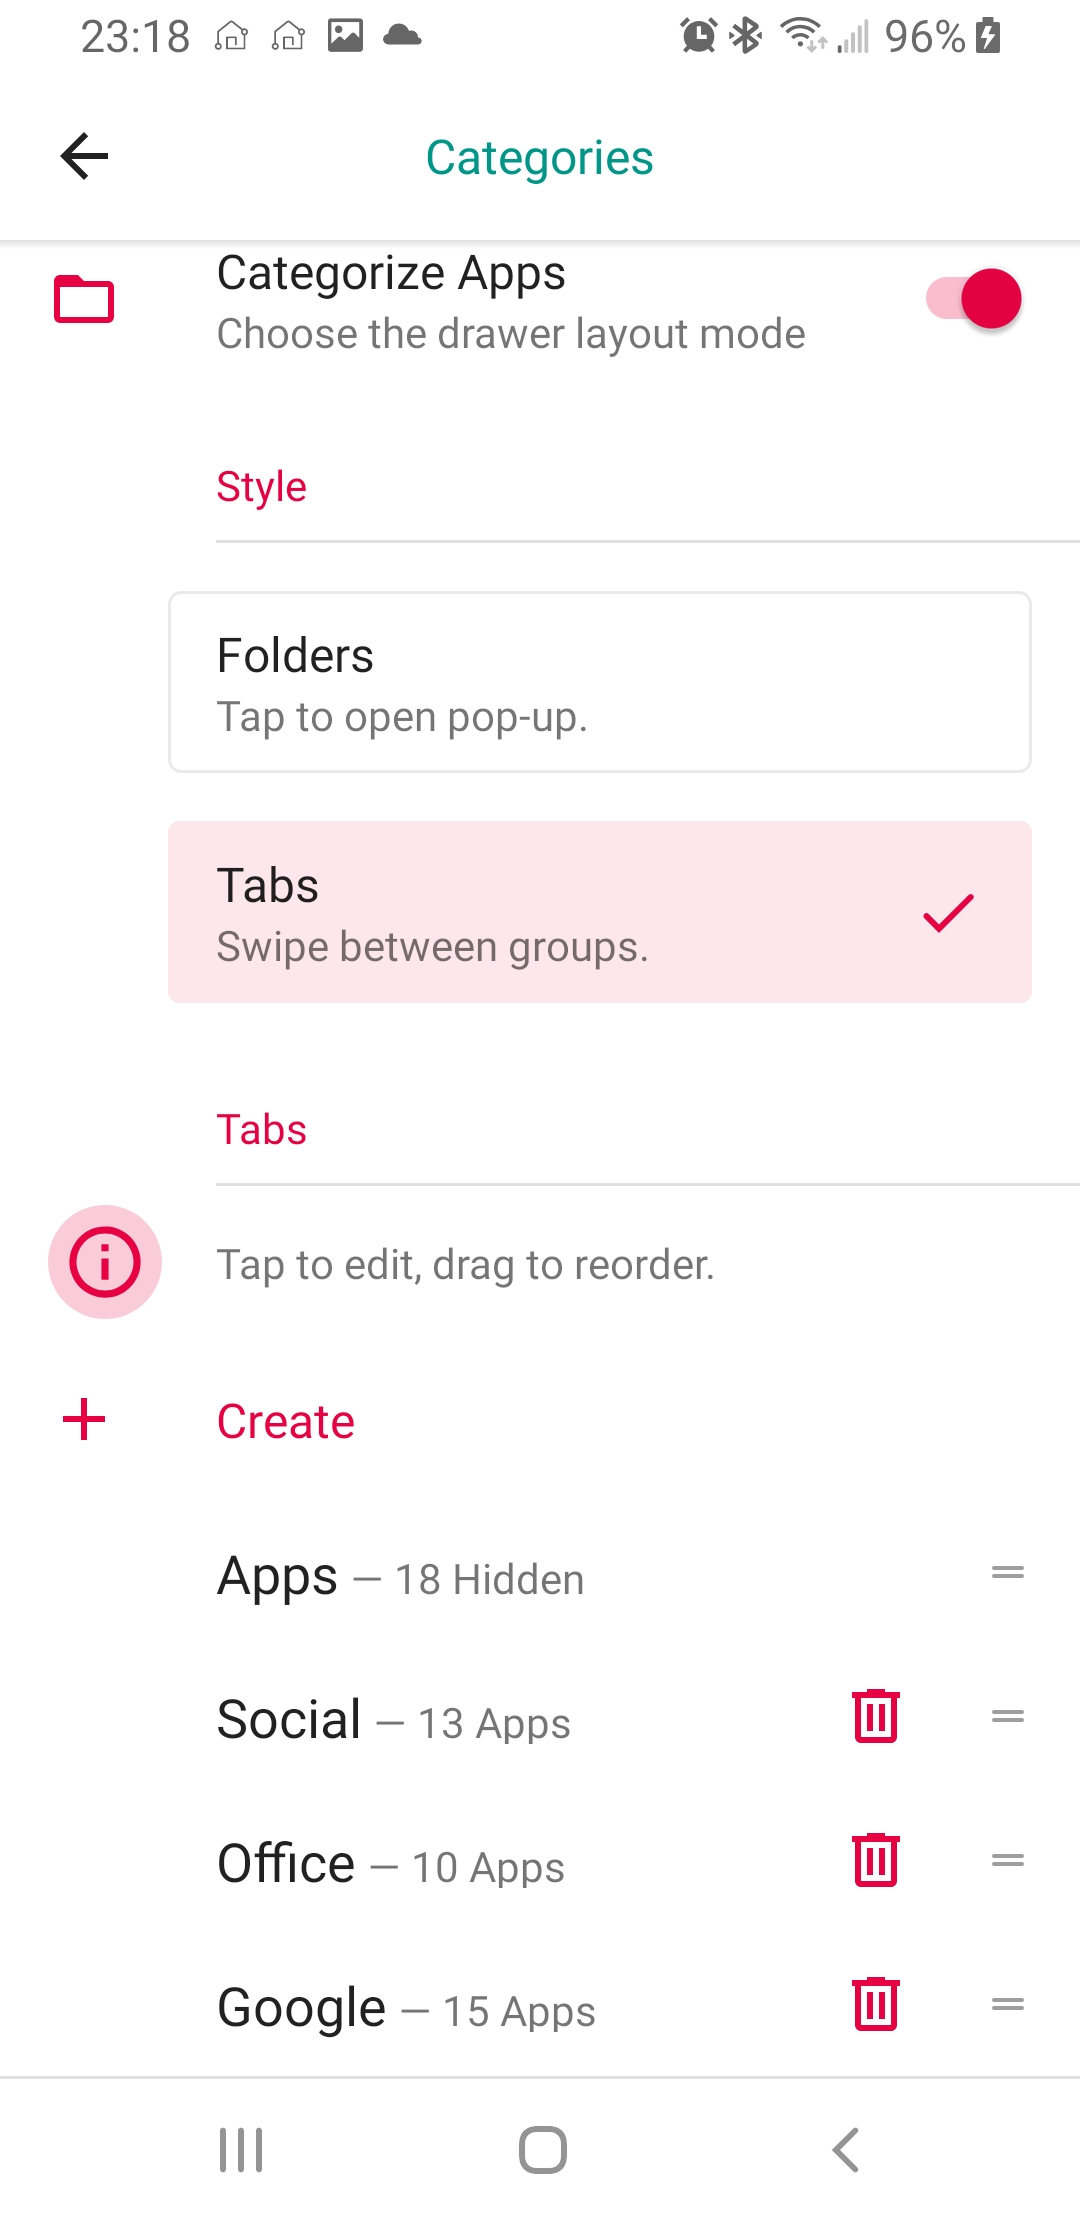 23:18
96%
Categories
Categorize Apps
Choose the drawer layout mode
Style
Folders
Tap to open pop-up.
Tabs
Swipe between groups.
Tabs
Tap to edit, drag to reorder.
Create
Apps — 18 Hidden
Social — 13 Apps
Office — 10 Apps
Google — 15 Apps